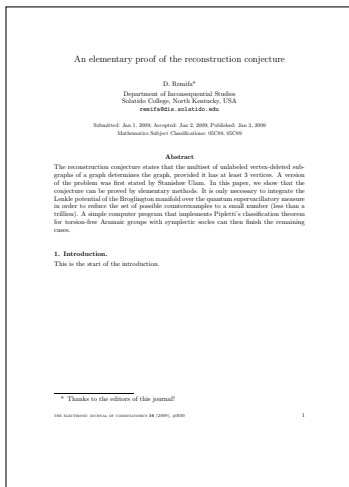 An elementary proof of the reconstruction conjecture
D. Remifa*
Department of Inconsequential Studies
Solatido College, North Kentucky, USA
remifa@dis.solatido.edu
Submitted: Jan 1, 2009; Accepted: Jan 2, 2009; Published: Jan 3, 2009
Mathematics Subject Classifications: 05C88, 05C89
Abstract
The reconstruction conjecture states that the multiset of unlabeled vertex-deleted sub-
graphs of a graph determines the graph, provided it has at least 3 vertices. A version
of the problem was first stated by Stanisław Ulam. In this paper, we show that the
conjecture can be proved by elementary methods. It is only necessary to integrate the
Lenkle potential of the Broglington manifold over the quantum supervacillatory measure
in order to reduce the set of possible counterexamples to a small number (less than a
trillion). A simple computer program that implements Pipletti's classification theorem
for torsion-free Aramaic groups with symplectic socles can then finish the remaining
cases.
1. Introduction.
This is the start of the introduction.
* Thanks to the editors of this journal!
THE ELECTRONIC JOURNAL OF COMBINATORICS 16 (2009), #R00 1